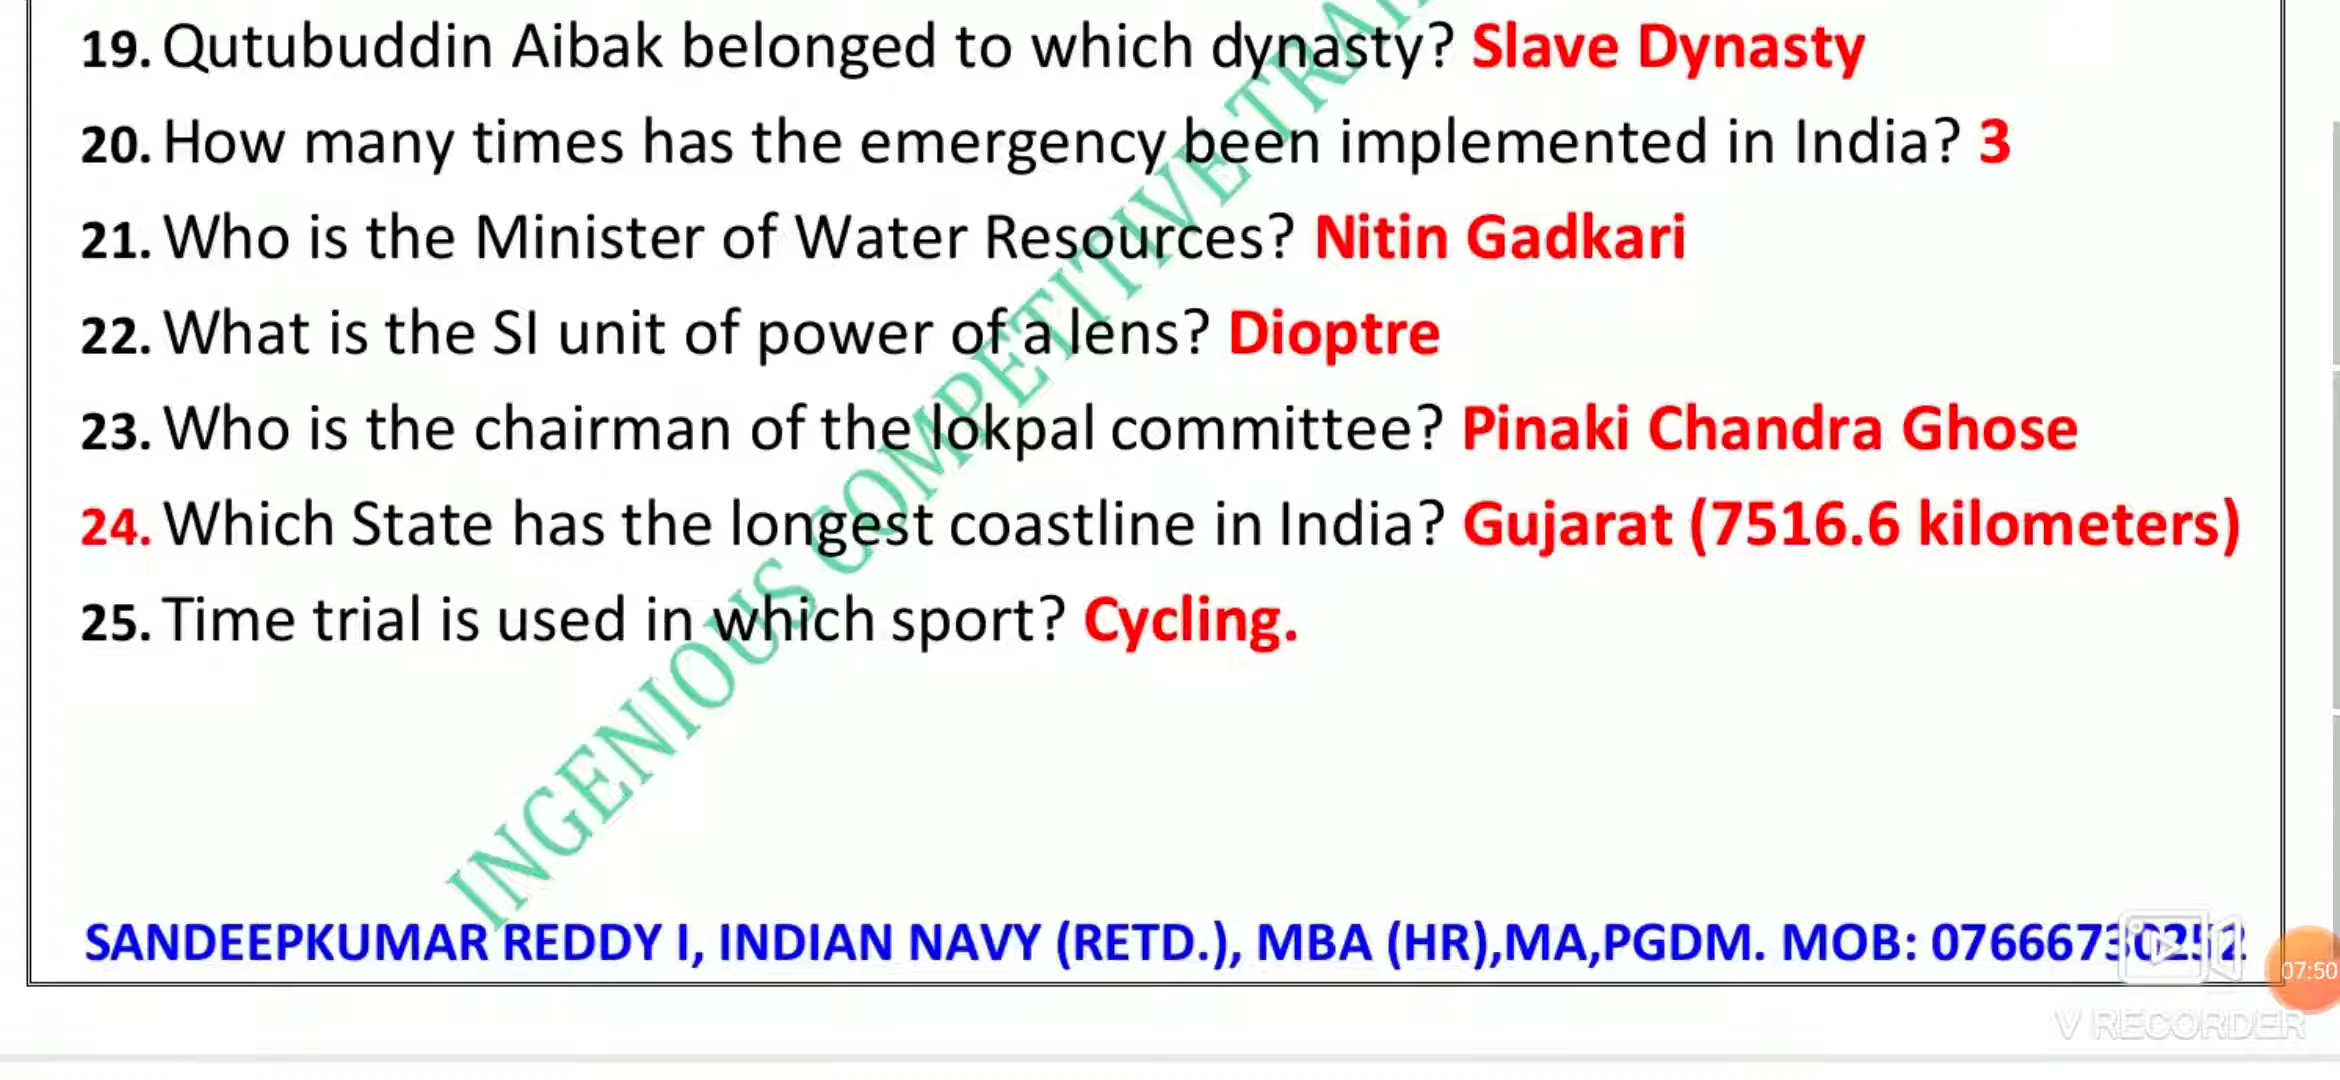 19. Qutubuddin Aibak belonged to which dynasty? Slave Dynasty
20. How many times has the emergency been implemented in India? 3
21. Who is the Minister of Water Resources? Nitin Gadkari
22. What is the SI unit of power of a lens? Dioptre
23. Who is the chairman of the lokpal committee? Pinaki Chandra Ghose
24. Which State has the longest coastline in India? Gujarat (7516.6 kilometers)
25. Time trial is used in which sport? Cycling.
INGENIOUS COMPETITIVE
SANDEEPKUMAR REDDY I, INDIAN NAVY (RETD.), MBA (HR),MA,PGDM. MOB: 07666730252
07:50
V RECORDER